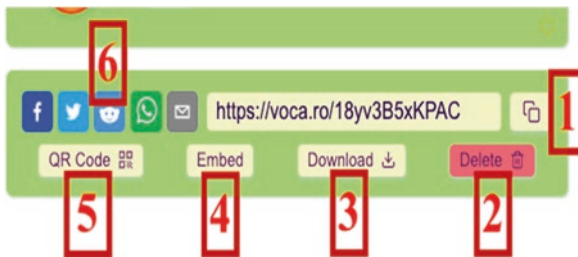 6
https://voca.ro/18yv3B5xKPAC
1
QR Code
Embed
Download
Delete
5
4
3
2